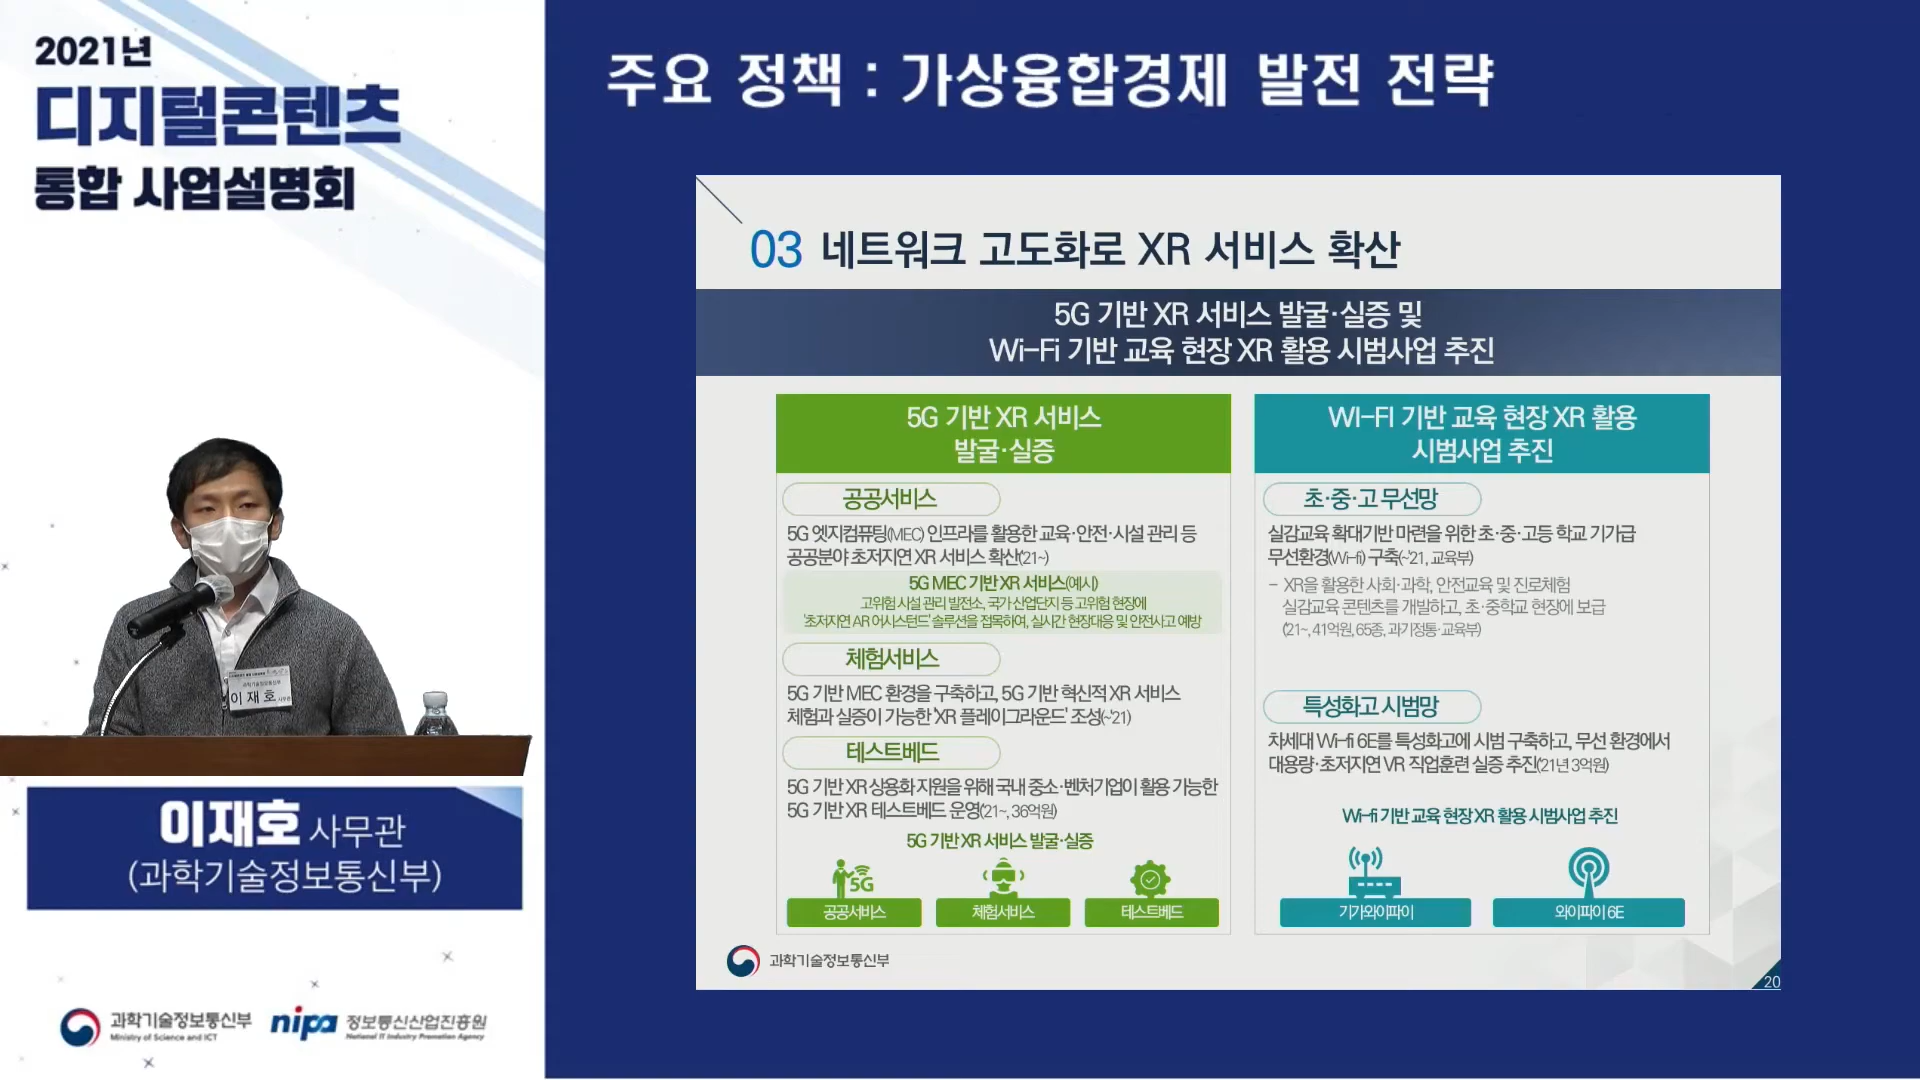 2021년
디지털콘텐츠
통합 사업설명회
주요 정책 : 가상융합경제 발전 전략
03 네트워크 고도화로 XR 서비스 확산
5G 기반 XR 서비스 발굴·실증 및
Wi-Fi 기반 교육 현장 XR 활용 시범사업 추진
5G 기반 XR 서비스
발굴·실증
공공서비스
5G 엣지컴퓨팅(MEC) 인프라를 활용한 교육·안전·시설 관리 등
공공분야 초저지연 XR 서비스 확산('21~)
5G MEC 기반 XR 서비스(예시)
고위험 시설 관리 발전소, 국가 산업단지 등 고위험 현장에
'초저지연 AR 어시스턴드' 솔루션을 접목하여, 실시간 현장대응 및 안전사고 예방
체험서비스
5G 기반 MEC 환경을 구축하고, 5G 기반 혁신적 XR 서비스
체험과 실증이 가능한 'XR 플레이그라운드' 조성(~'21)
테스트베드
5G 기반 XR 상용화 지원을 위해 국내 중소·벤처기업이 활용 가능한
5G 기반 XR 테스트베드 운영('21~, 36억원)
5G 기반 XR 서비스 발굴·실증
5G
공공서비스
체험서비스
테스트베드
WI-FI 기반 교육 현장 XR 활용
시범사업 추진
초·중·고 무선망
실감교육 확대기반 마련을 위한 초·중·고등 학교 기가급
무선환경(Wi-fi) 구축(~'21, 교육부)
- XR을 활용한 사회·과학, 안전교육 및 진로체험
실감교육 콘텐츠를 개발하고, 초·중학교 현장에 보급
('21~, 41억원, 65종, 과기정통·교육부)
특성화고 시범망
차세대 Wi-fi 6E를 특성화고에 시범 구축하고, 무선 환경에서
대용량·초저지연 VR 직업훈련 실증 추진('21년 3억원)
Wi-fi 기반 교육 현장 XR 활용 시범사업 추진
기가와이파이
와이파이 6E
과학기술정보통신부
20
과학기술정보통신부
이재호 사무관
이재호 사무관
(과학기술정보통신부)
과학기술정보통신부
Ministry of Science and ICT
nipa 정보통신산업진흥원
National IT Industry Promotion Agency